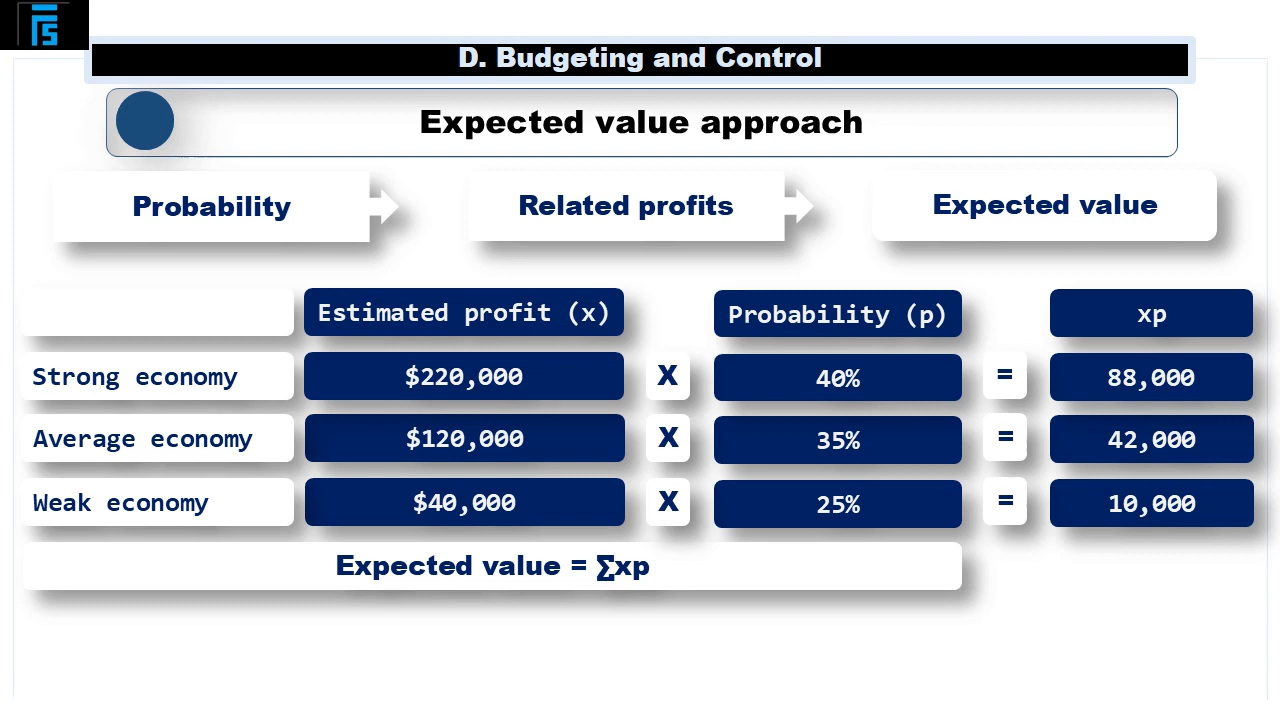 FFS
D. Budgeting and Control
Expected value approach
Probability
Related profits
Expected value
Estimated profit (x)
Probability (p)
xp
Strong economy
$220,000
X
40%
=
88,000
Average economy
$120,000
X
35%
=
42,000
Weak economy
$40,000
X
25%
=
10,000
Expected value = ∑xp